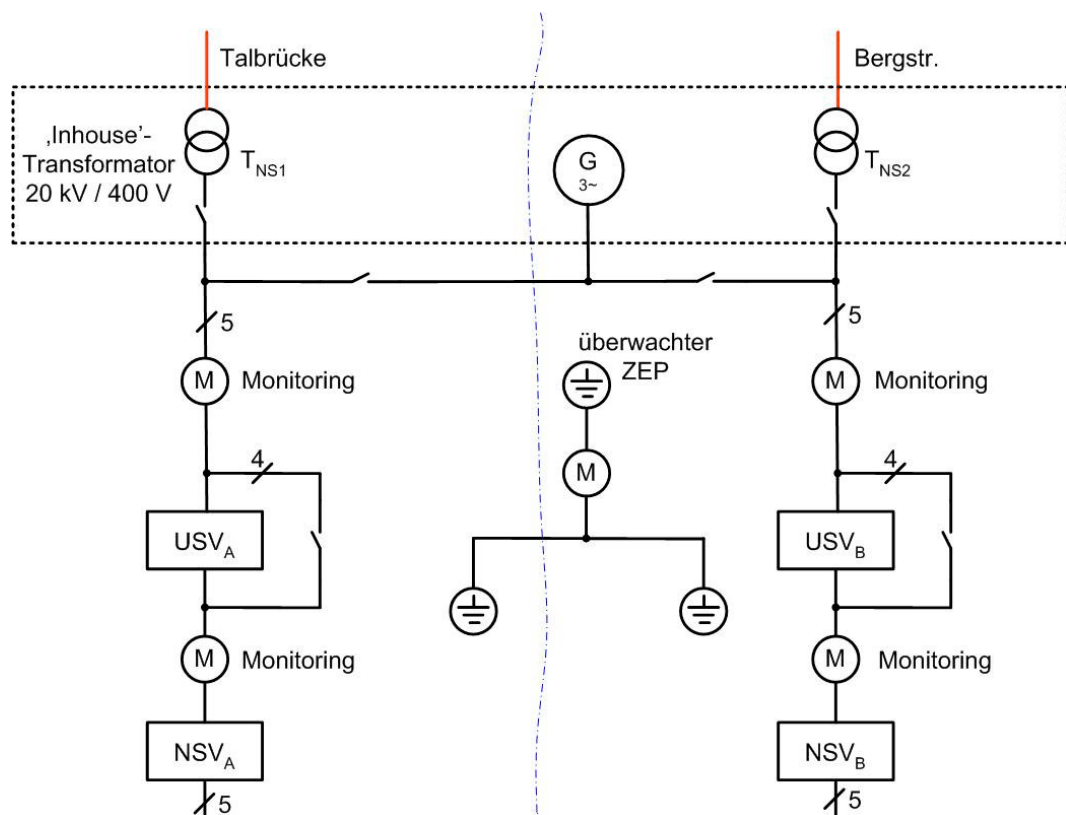 Talbrücke
Bergstr.
‚Inhouse’-
Transformator
20 kV / 400 V
T_NS1
G
3~
T_NS2
5
5
überwachter
ZEP
M Monitoring
M Monitoring
4
M
4
USV_A
USV_B
M Monitoring
M Monitoring
NSV_A
NSV_B
5
5